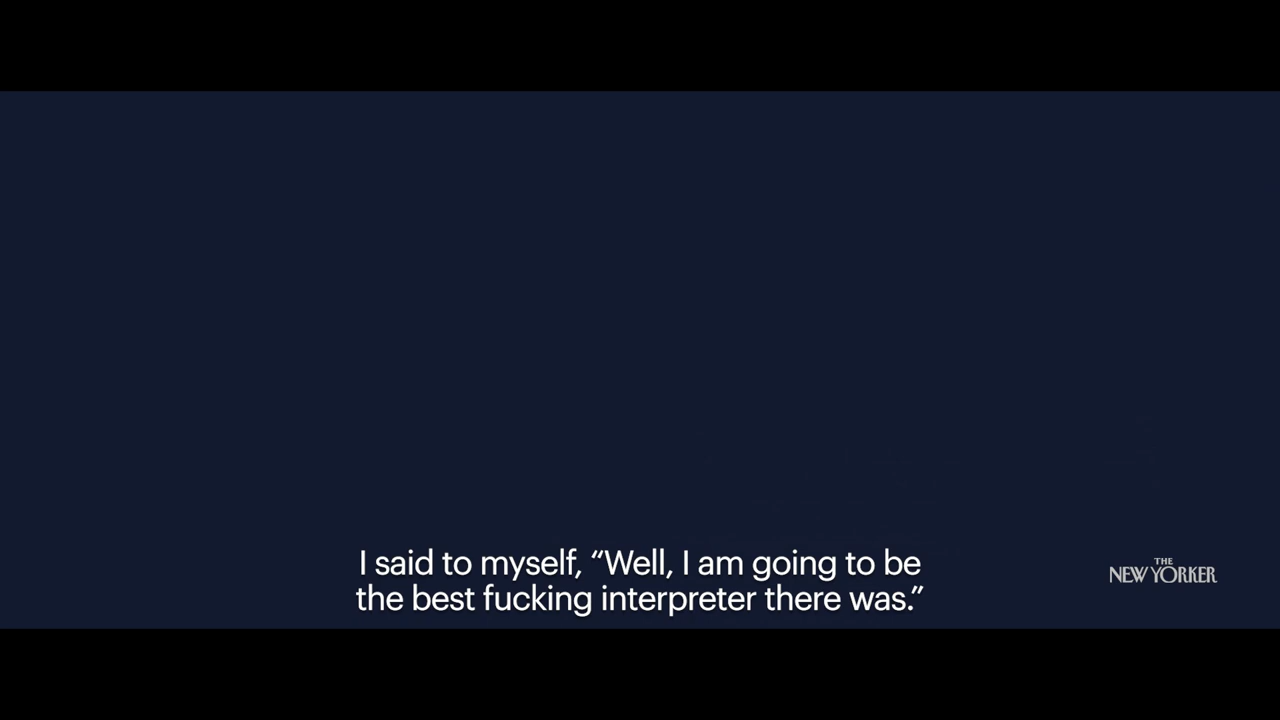 I said to myself, “Well, I am going to be
the best fucking interpreter there was.”
THE
NEW YORKER